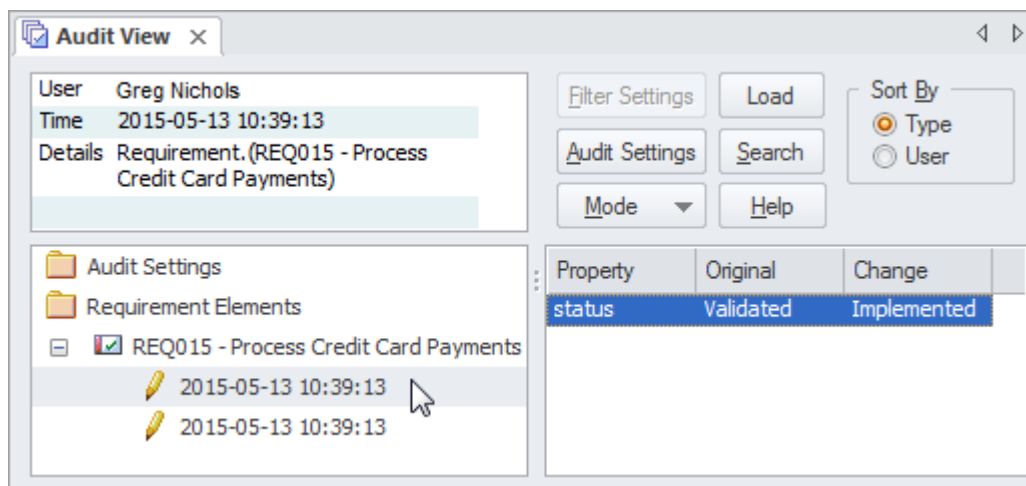 Audit View
User Greg Nichols
Time 2015-05-13 10:39:13
Details Requirement.(REQ015 - Process
Credit Card Payments)
Filter Settings Load
Audit Settings Search
Mode Help
Sort By
Type
User
Audit Settings
Requirement Elements
REQ015 - Process Credit Card Payments
2015-05-13 10:39:13
2015-05-13 10:39:13
Property Original Change
status Validated Implemented